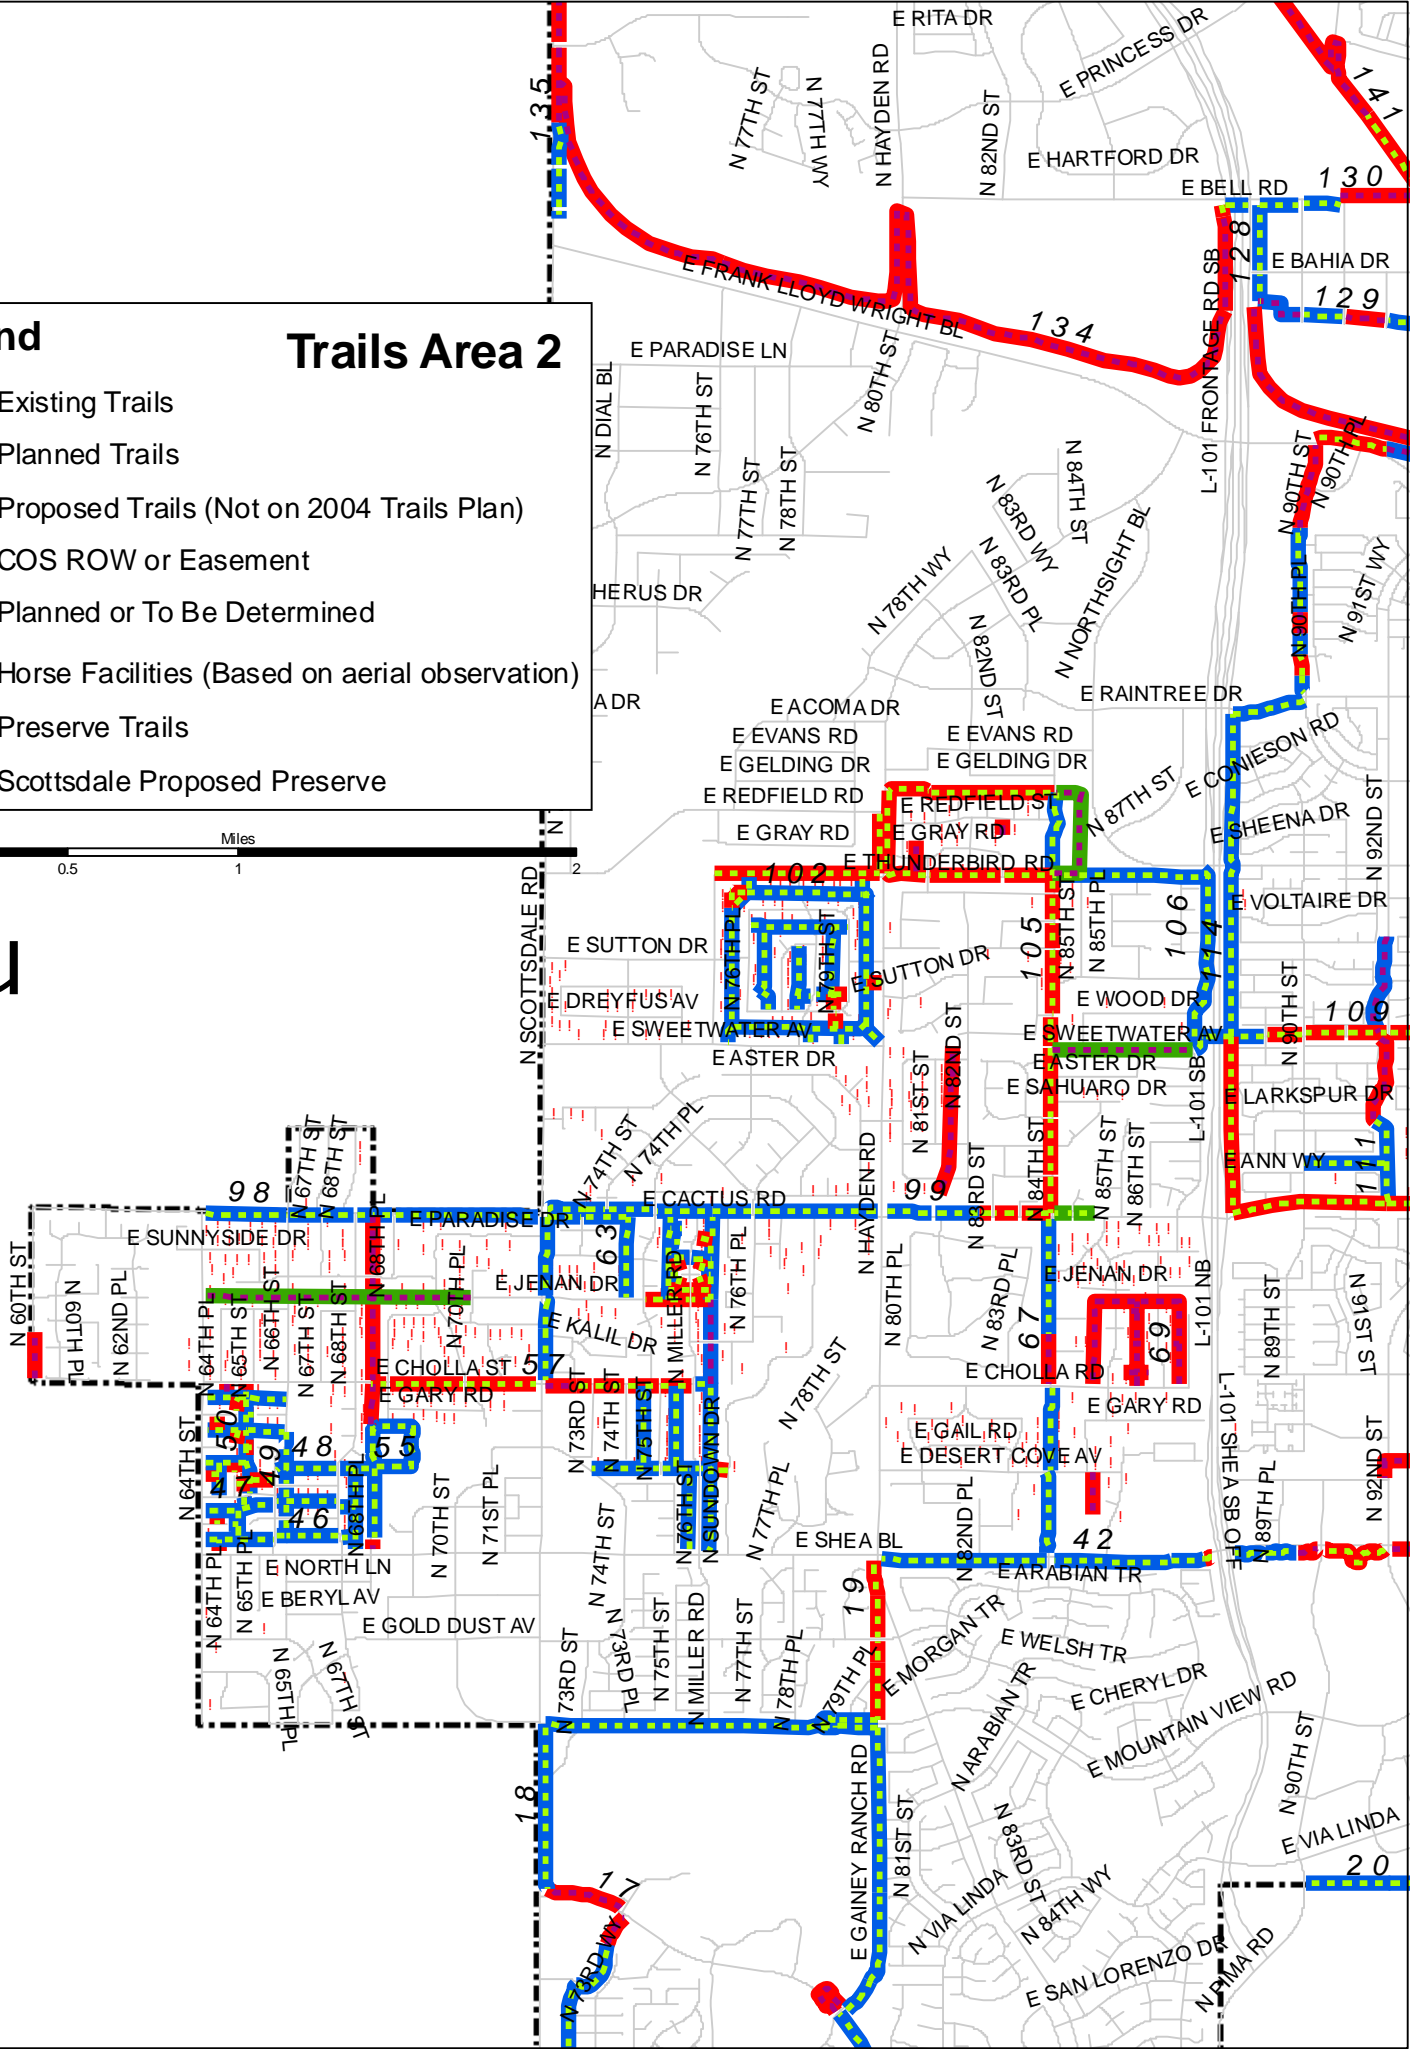 E RITA DR
E PRINCESS DR
N 77TH ST
N 77TH WY
N HAYDEN RD
N 82ND ST
135
141
E HARTFORD DR
E BELL RD
130
128
E BAHIA DR
129
E FRANK LLOYD WRIGHT BL
134
L-101 FRONTAGE RD SB
nd
Trails Area 2
Existing Trails
Planned Trails
Proposed Trails (Not on 2004 Trails Plan)
COS ROW or Easement
Planned or To Be Determined
Horse Facilities (Based on aerial observation)
Preserve Trails
Scottsdale Proposed Preserve
Miles
0.5
1
2
u
E PARADISE LN
N DIAL BL
N 76TH ST
N 80TH ST
N 77TH ST
N 78TH ST
N 84TH ST
N 83RD WY
N 83RD PL
N NORTHSIGHT BL
N 90TH ST
N 90TH PL
N 90TH PL
N 91ST WY
HERUS DR
N 78TH WY
N 82ND ST
A DR
E ACOMA DR
E RAINTREE DR
E EVANS RD
E EVANS RD
E CONIESON RD
E GELDING DR
E GELDING DR
E REDFIELD RD
E REDFIELD ST
N 87TH ST
E SHEENA DR
N 92ND ST
E GRAY RD
E GRAY RD
E THUNDERBIRD RD
102
N SCOTTSDALE RD
N 76TH PL
N 79TH ST
105
N 85TH ST
N 85TH PL
106
114
E VOLTAIRE DR
E SUTTON DR
E SUTTON DR
E DREYFUS AV
E WOOD DR
N 90TH ST
109
E SWEETWATER AV
E SWEETWATER AV
E ASTER DR
E ASTER DR
N 81ST ST
N 82ND ST
E SAHUARO DR
L-101 SB
E LARKSPUR DR
N 67TH ST
N 68TH ST
N 74TH ST
N 74TH PL
N HAYDEN RD
N 83RD ST
N 84TH ST
N 85TH ST
N 86TH ST
E ANN WY
111
98
E CACTUS RD
99
E PARADISE DR
E SUNNYSIDE DR
N 68TH PL
63
N 60TH ST
N 60TH PL
N 62ND PL
N 64TH PL
N 65TH ST
N 66TH ST
N 67TH ST
N 68TH ST
N 70TH PL
E JENAN DR
N MILLER RD
N 76TH PL
N 80TH PL
N 83RD PL
67
E JENAN DR
69
L-101 NB
N 89TH ST
N 91ST ST
E KALIL DR
E CHOLLA ST
57
E CHOLLA RD
E GARY RD
E GARY RD
N 73RD ST
N 74TH ST
N 75TH ST
N SUNDOWN DR
N 78TH ST
E GAIL RD
E DESERT COVE AV
L-101 SHEA SB OFF
N 92ND ST
N 64TH ST
50
49
48
55
47
46
N 68TH PL
N 70TH ST
N 71ST PL
N 76TH ST
N 77TH PL
N 82ND PL
N 89TH PL
E SHEA BL
42
E ARABIAN TR
N 64TH PL
N 65TH PL
E NORTH LN
E BERYL AV
E GOLD DUST AV
N 74TH ST
19
N 65TH PL
N 67TH ST
N 73RD ST
N 73RD PL
N 75TH ST
N MILLER RD
N 77TH ST
N 78TH PL
N 79TH PL
E MORGAN TR
E WELSH TR
E CHERYL DR
E MOUNTAIN VIEW RD
N ARABIAN TR
N 90TH ST
18
E GAINEY RANCH RD
N 81ST ST
N 83RD ST
E VIA LINDA
17
20
N VIA LINDA
N 84TH WY
N 73RD WY
E SAN LORENZO DR
N PIMA RD